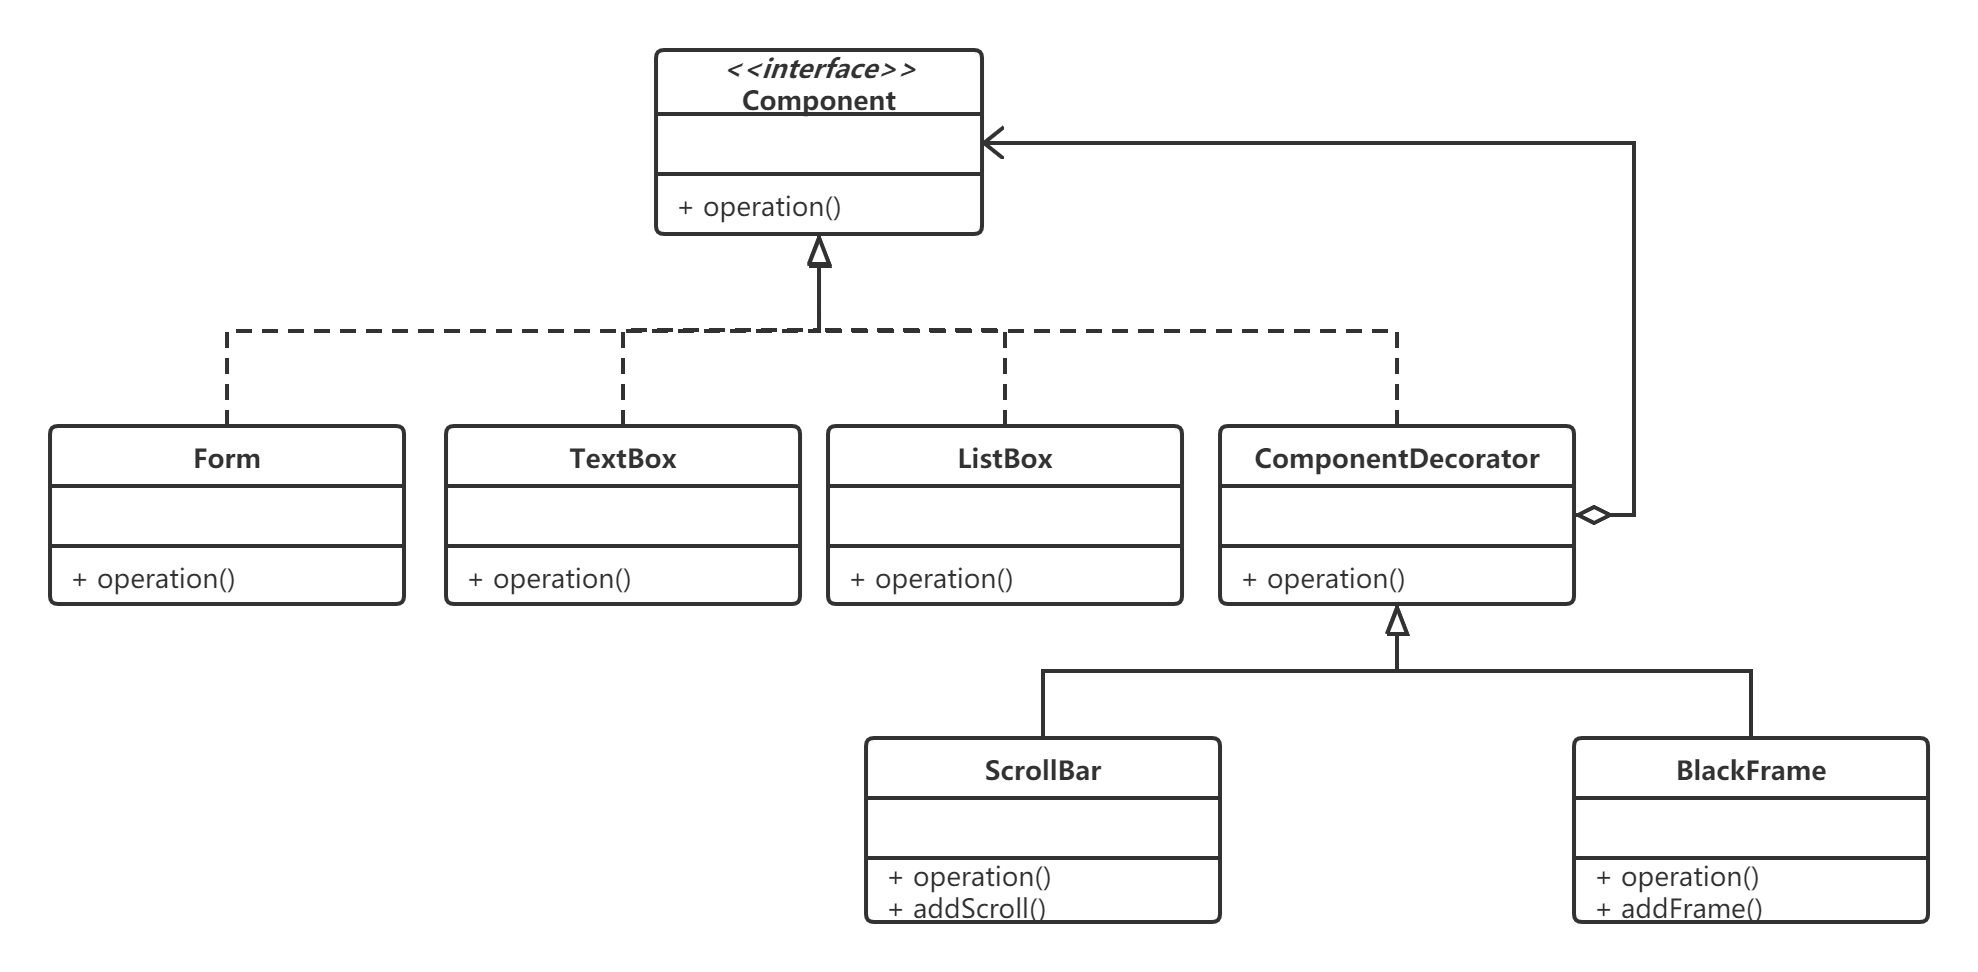 <<interface>>
Component
+ operation()
Form
+ operation()
TextBox
+ operation()
ListBox
+ operation()
ComponentDecorator
+ operation()
ScrollBar
+ operation()
+ addScroll()
BlackFrame
+ operation()
+ addFrame()